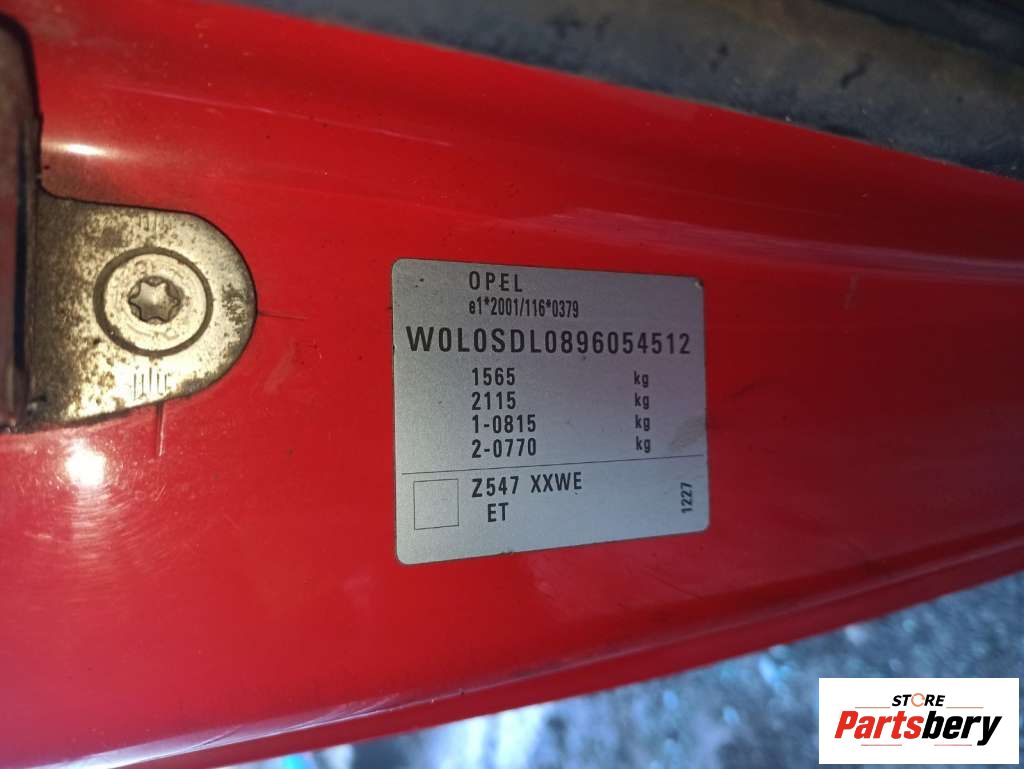 OPEL
e1*2001/116*0379
W0L0SDL0896054512
1565 kg
2115 kg
1-0815 kg
2-0770 kg
Z547 XXWE
ET
1227
STORE
Partsbery